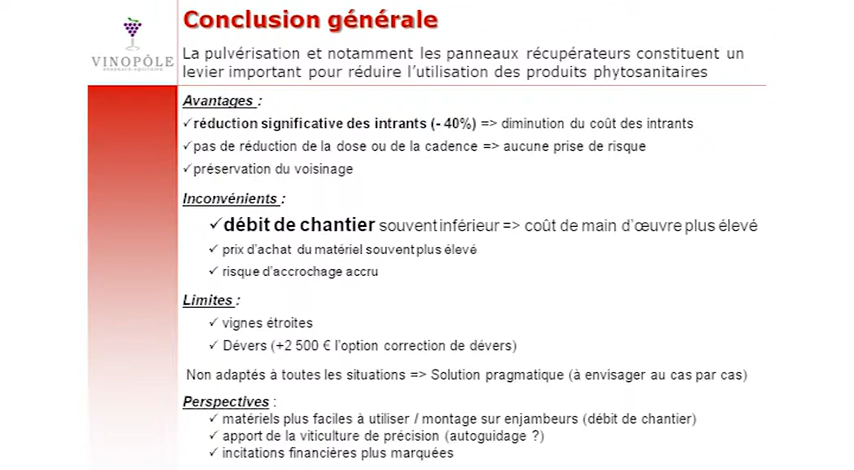 Conclusion générale
La pulvérisation et notamment les panneaux récupérateurs constituent un
levier important pour réduire l'utilisation des produits phytosanitaires
VINOPÔLE
Avantages :
✓réduction significative des intrants (- 40%) => diminution du coût des intrants
✓pas de réduction de la dose ou de la cadence => aucune prise de risque
✓préservation du voisinage
Inconvénients :
✓débit de chantier souvent inférieur => coût de main d'œuvre plus élevé
✓ prix d'achat du matériel souvent plus élevé
✓ risque d'accrochage accru
Limites :
✓ vignes étroites
✓ Dévers (+2 500 € l'option correction de dévers)
Non adaptés à toutes les situations => Solution pragmatique (à envisager au cas par cas)
Perspectives :
✓ matériels plus faciles à utiliser / montage sur enjambeurs (débit de chantier)
✓ apport de la viticulture de précision (autoguidage ?)
✓ incitations financières plus marquées